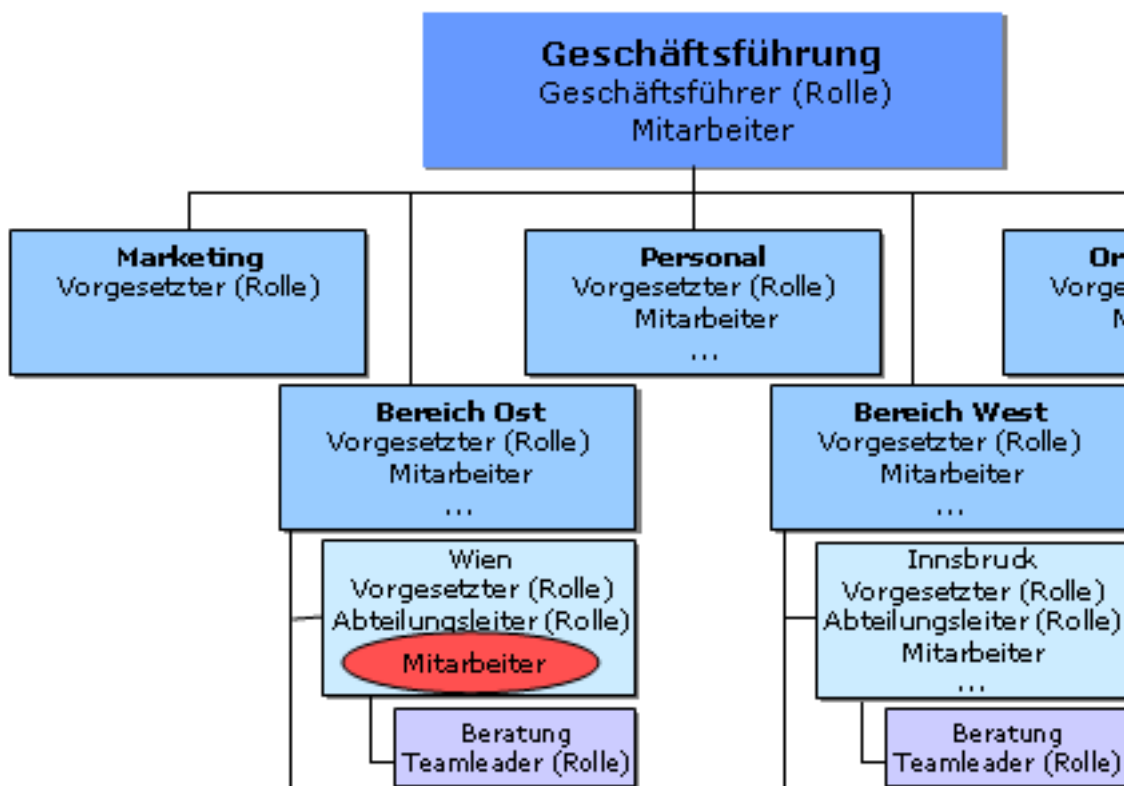 Geschäftsführung
Geschäftsführer (Rolle)
Mitarbeiter
Marketing
Vorgesetzter (Rolle)
Personal
Vorgesetzter (Rolle)
Mitarbeiter
...
Bereich Ost
Vorgesetzter (Rolle)
Mitarbeiter
...
Bereich West
Vorgesetzter (Rolle)
Mitarbeiter
...
Wien
Vorgesetzter (Rolle)
Abteilungsleiter (Rolle)
Mitarbeiter
Innsbruck
Vorgesetzter (Rolle)
Abteilungsleiter (Rolle)
Mitarbeiter
...
Beratung
Teamleader (Rolle)
Beratung
Teamleader (Rolle)